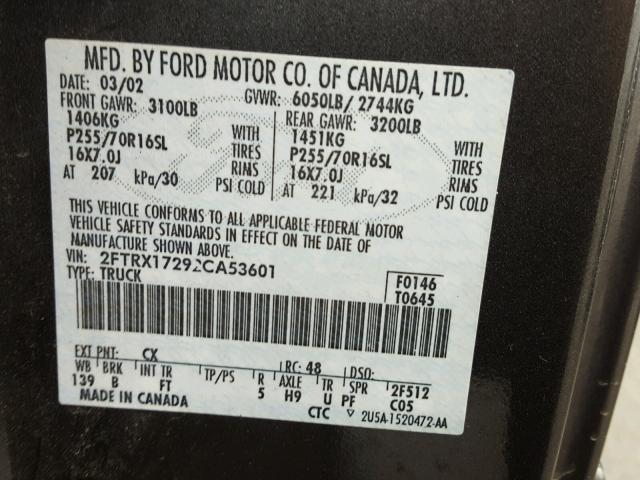 MFD. BY FORD MOTOR CO. OF CANADA, LTD.
DATE: 03/02 GVWR: 6050LB/ 2744KG
FRONT GAWR: 3100LB REAR GAWR: 3200LB
1406KG WITH 1451KG WITH
P255/70R16SL TIRES P255/70R16SL TIRES
16X7.0J RIMS 16X7.0J RIMS
AT 207 kPa/30 PSI COLD AT 221 kPa/32 PSI COLD
THIS VEHICLE CONFORMS TO ALL APPLICABLE FEDERAL MOTOR
VEHICLE SAFETY STANDARDS IN EFFECT ON THE DATE OF
MANUFACTURE SHOWN ABOVE.
VIN: 2FTRX17292CA53601 F0146
TYPE: TRUCK T0645
EXT PNT: CX RC: 48 DSO:
WB BRK INT TR TP/PS R AXLE TR SPR 2F512
139 B FT 5 H9 U PF C05
MADE IN CANADA CTC ▽ 2U5A-1520472-AA